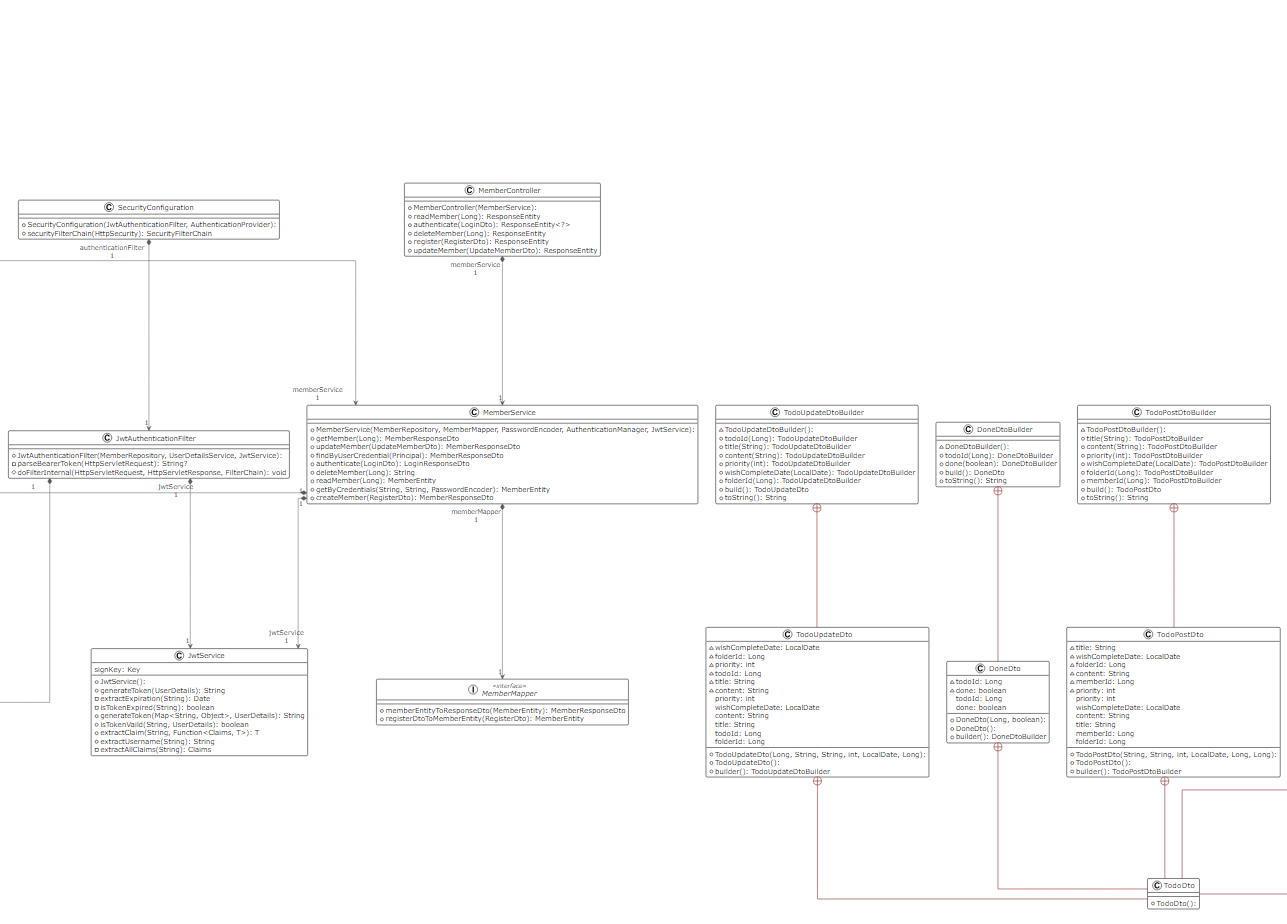 C MemberController
MemberController(MemberService):
readMember(Long): ResponseEntity
authenticate(LoginDto): ResponseEntity<?>
deleteMember(Long): ResponseEntity
register(RegisterDto): ResponseEntity
updateMember(UpdateMemberDto): ResponseEntity
C SecurityConfiguration
SecurityConfiguration(JwtAuthenticationFilter, AuthenticationProvider):
securityFilterChain(HttpSecurity): SecurityFilterChain
authenticationFilter
1
memberService
1
memberService
1
1
1
C MemberService
MemberService(MemberRepository, MemberMapper, PasswordEncoder, AuthenticationManager, JwtService):
getMember(Long): MemberResponseDto
updateMember(UpdateMemberDto): MemberResponseDto
findByUserCredential(Principal): MemberResponseDto
authenticate(LoginDto): LoginResponseDto
deleteMember(Long): String
readMember(Long): MemberEntity
getByCredentials(String, String, PasswordEncoder): MemberEntity
createMember(RegisterDto): MemberResponseDto
C TodoUpdateDtoBuilder
TodoUpdateDtoBuilder():
todoId(Long): TodoUpdateDtoBuilder
title(String): TodoUpdateDtoBuilder
content(String): TodoUpdateDtoBuilder
priority(int): TodoUpdateDtoBuilder
wishCompleteDate(LocalDate): TodoUpdateDtoBuilder
folderId(Long): TodoUpdateDtoBuilder
build(): TodoUpdateDto
toString(): String
C DoneDtoBuilder
DoneDtoBuilder():
todoId(Long): DoneDtoBuilder
done(boolean): DoneDtoBuilder
build(): DoneDto
toString(): String
C TodoPostDtoBuilder
TodoPostDtoBuilder():
title(String): TodoPostDtoBuilder
content(String): TodoPostDtoBuilder
priority(int): TodoPostDtoBuilder
wishCompleteDate(LocalDate): TodoPostDtoBuilder
folderId(Long): TodoPostDtoBuilder
memberId(Long): TodoPostDtoBuilder
build(): TodoPostDto
toString(): String
C JwtAuthenticationFilter
JwtAuthenticationFilter(MemberRepository, UserDetailsService, JwtService):
parseBearerToken(HttpServletRequest): String?
doFilterInternal(HttpServletRequest, HttpServletResponse, FilterChain): void
1
jwtService
1
1
1
memberMapper
1
jwtService
1
1
1
C JwtService
signKey: Key
JwtService():
generateToken(UserDetails): String
extractExpiration(String): Date
isTokenExpired(String): boolean
generateToken(Map<String, Object>, UserDetails): String
isTokenVaild(String, UserDetails): boolean
extractClaim(String, Function<Claims, T>): T
extractUsername(String): String
extractAllClaims(String): Claims
«interface»
I MemberMapper
memberEntityToResponseDto(MemberEntity): MemberResponseDto
registerDtoToMemberEntity(RegisterDto): MemberEntity
C TodoUpdateDto
wishCompleteDate: LocalDate
folderId: Long
priority: int
todoId: Long
title: String
content: String
priority: int
wishCompleteDate: LocalDate
content: String
title: String
todoId: Long
folderId: Long
TodoUpdateDto(Long, String, String, int, LocalDate, Long):
TodoUpdateDto():
builder(): TodoUpdateDtoBuilder
C DoneDto
todoId: Long
done: boolean
todoId: Long
done: boolean
DoneDto(Long, boolean):
DoneDto():
builder(): DoneDtoBuilder
C TodoPostDto
title: String
wishCompleteDate: LocalDate
folderId: Long
content: String
memberId: Long
priority: int
priority: int
wishCompleteDate: LocalDate
content: String
title: String
memberId: Long
folderId: Long
TodoPostDto(String, String, int, LocalDate, Long, Long):
TodoPostDto():
builder(): TodoPostDtoBuilder
C TodoDto
TodoDto():